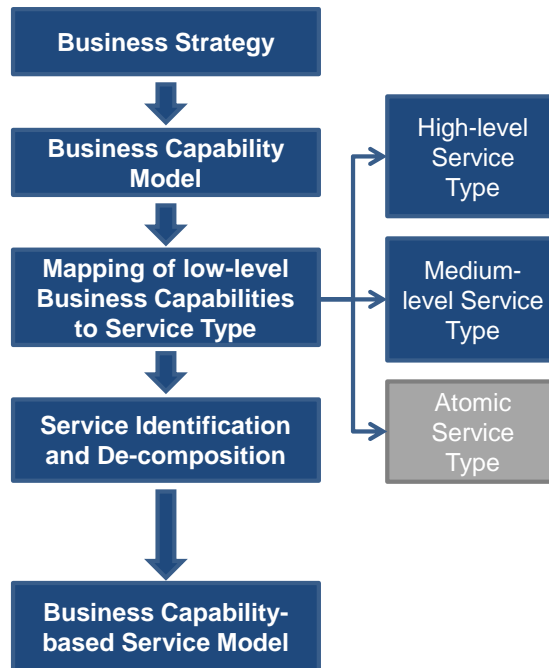 Business Strategy
Business Capability
Model
Mapping of low-level
Business Capabilities
to Service Type
Service Identification
and De-composition
Business Capability-
based Service Model
High-level
Service
Type
Medium-
level Service
Type
Atomic
Service
Type